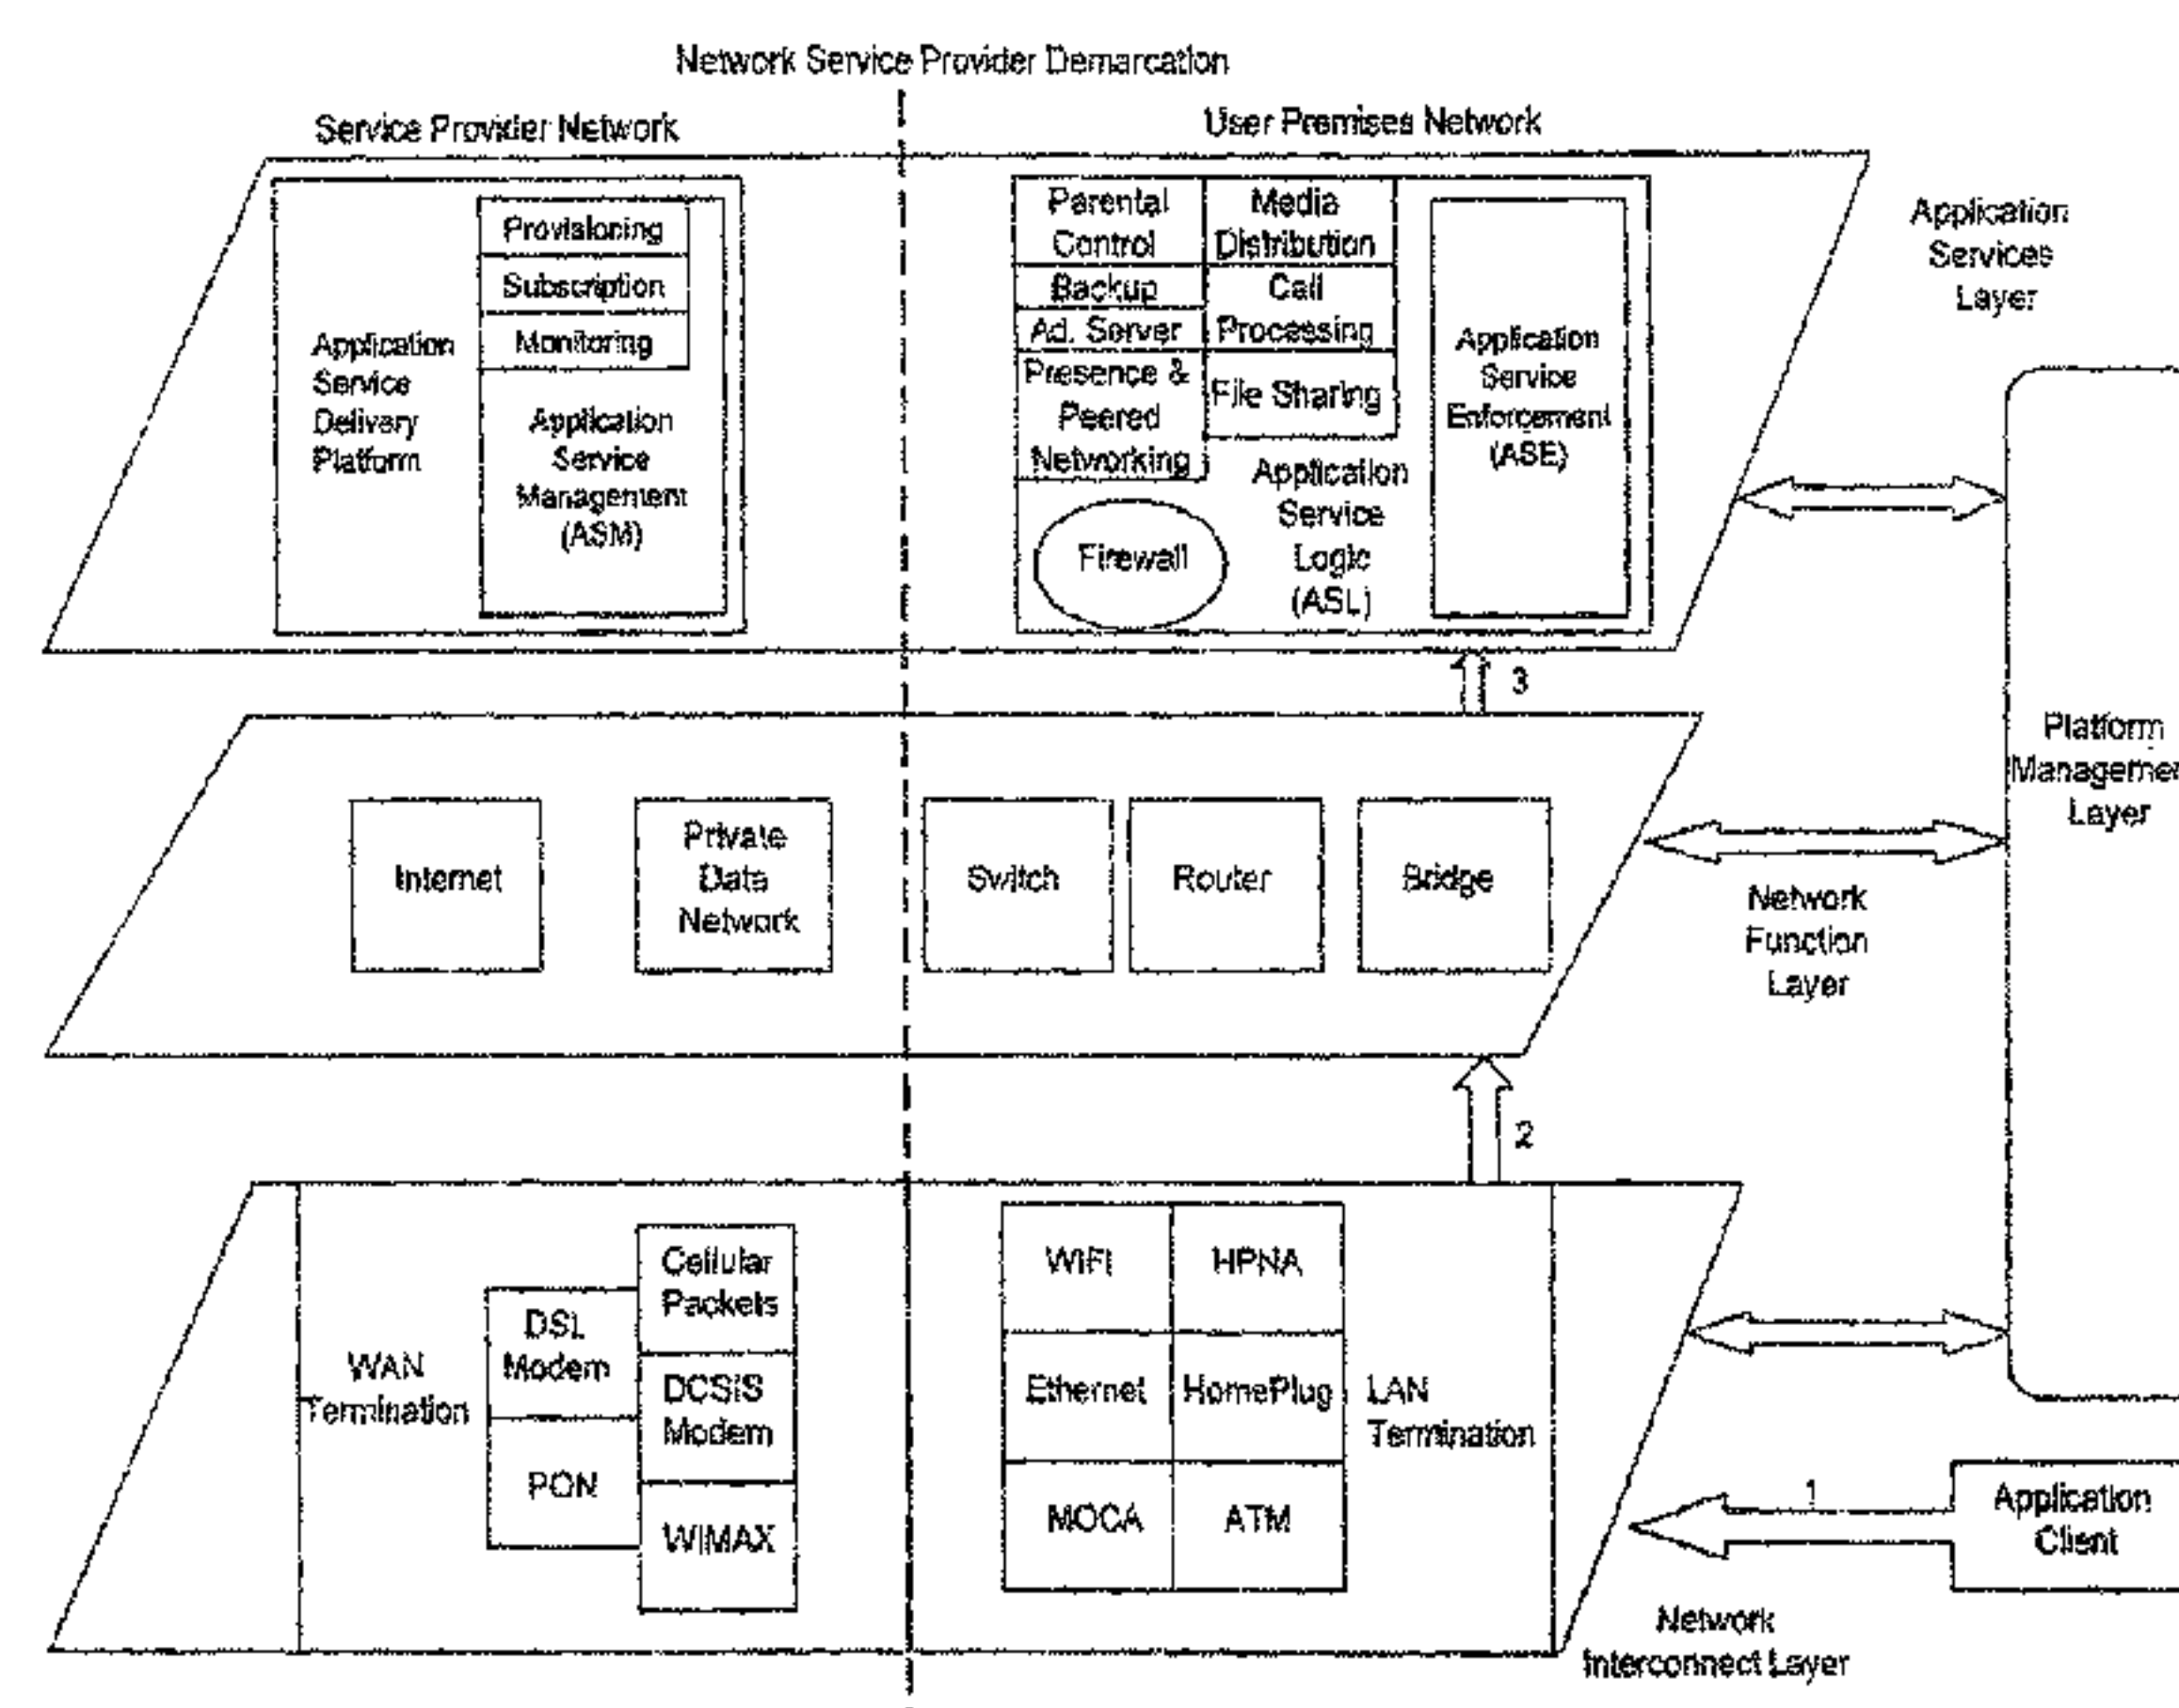 Network Service Provider Demarcation
Service Provider Network
User Premises Network
Provisioning
Subscription
Monitoring
Application
Service
Delivery
Platform
Application
Service
Management
(ASM)
Parental
Control
Media
Distribution
Backup
Call
Processing
Ad. Server
Presence &
Peered
Networking
File Sharing
Firewall
Application
Service
Logic
(ASL)
Application
Service
Enforcement
(ASE)
Application
Services
Layer
3
Internet
Private
Data
Network
Switch
Router
Bridge
Network
Function
Layer
Platform
Managemen
Layer
2
WAN
Termination
DSL
Modem
PON
Cellular
Packets
DCSIS
Modem
WIMAX
WIFI
HPNA
Ethernet
HomePlug
MOCA
ATM
LAN
Termination
1
Application
Client
Network
Interconnect Layer